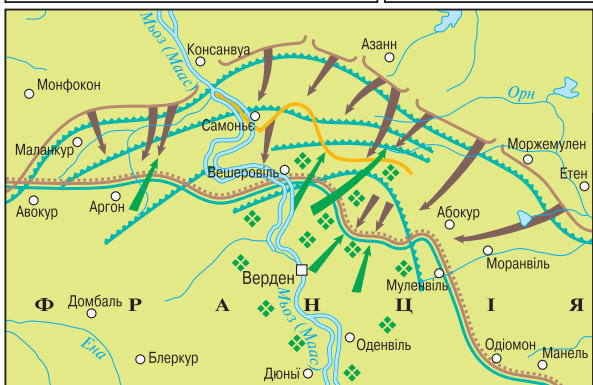 Мьоз (Маас)
Консанвуа
Азанн
Монфокон
Орн
Самоньє
Маланкур
Моржемулен
Вешеровіль
Етен
Авокур
Аргон
Абокур
Моранвіль
Верден
Муленвіль
Ф Р А Н Ц І Я
Домбаль
Мьоз (Маас)
Ена
Блеркур
Оденвіль
Одіомон
Манель
Дюньї